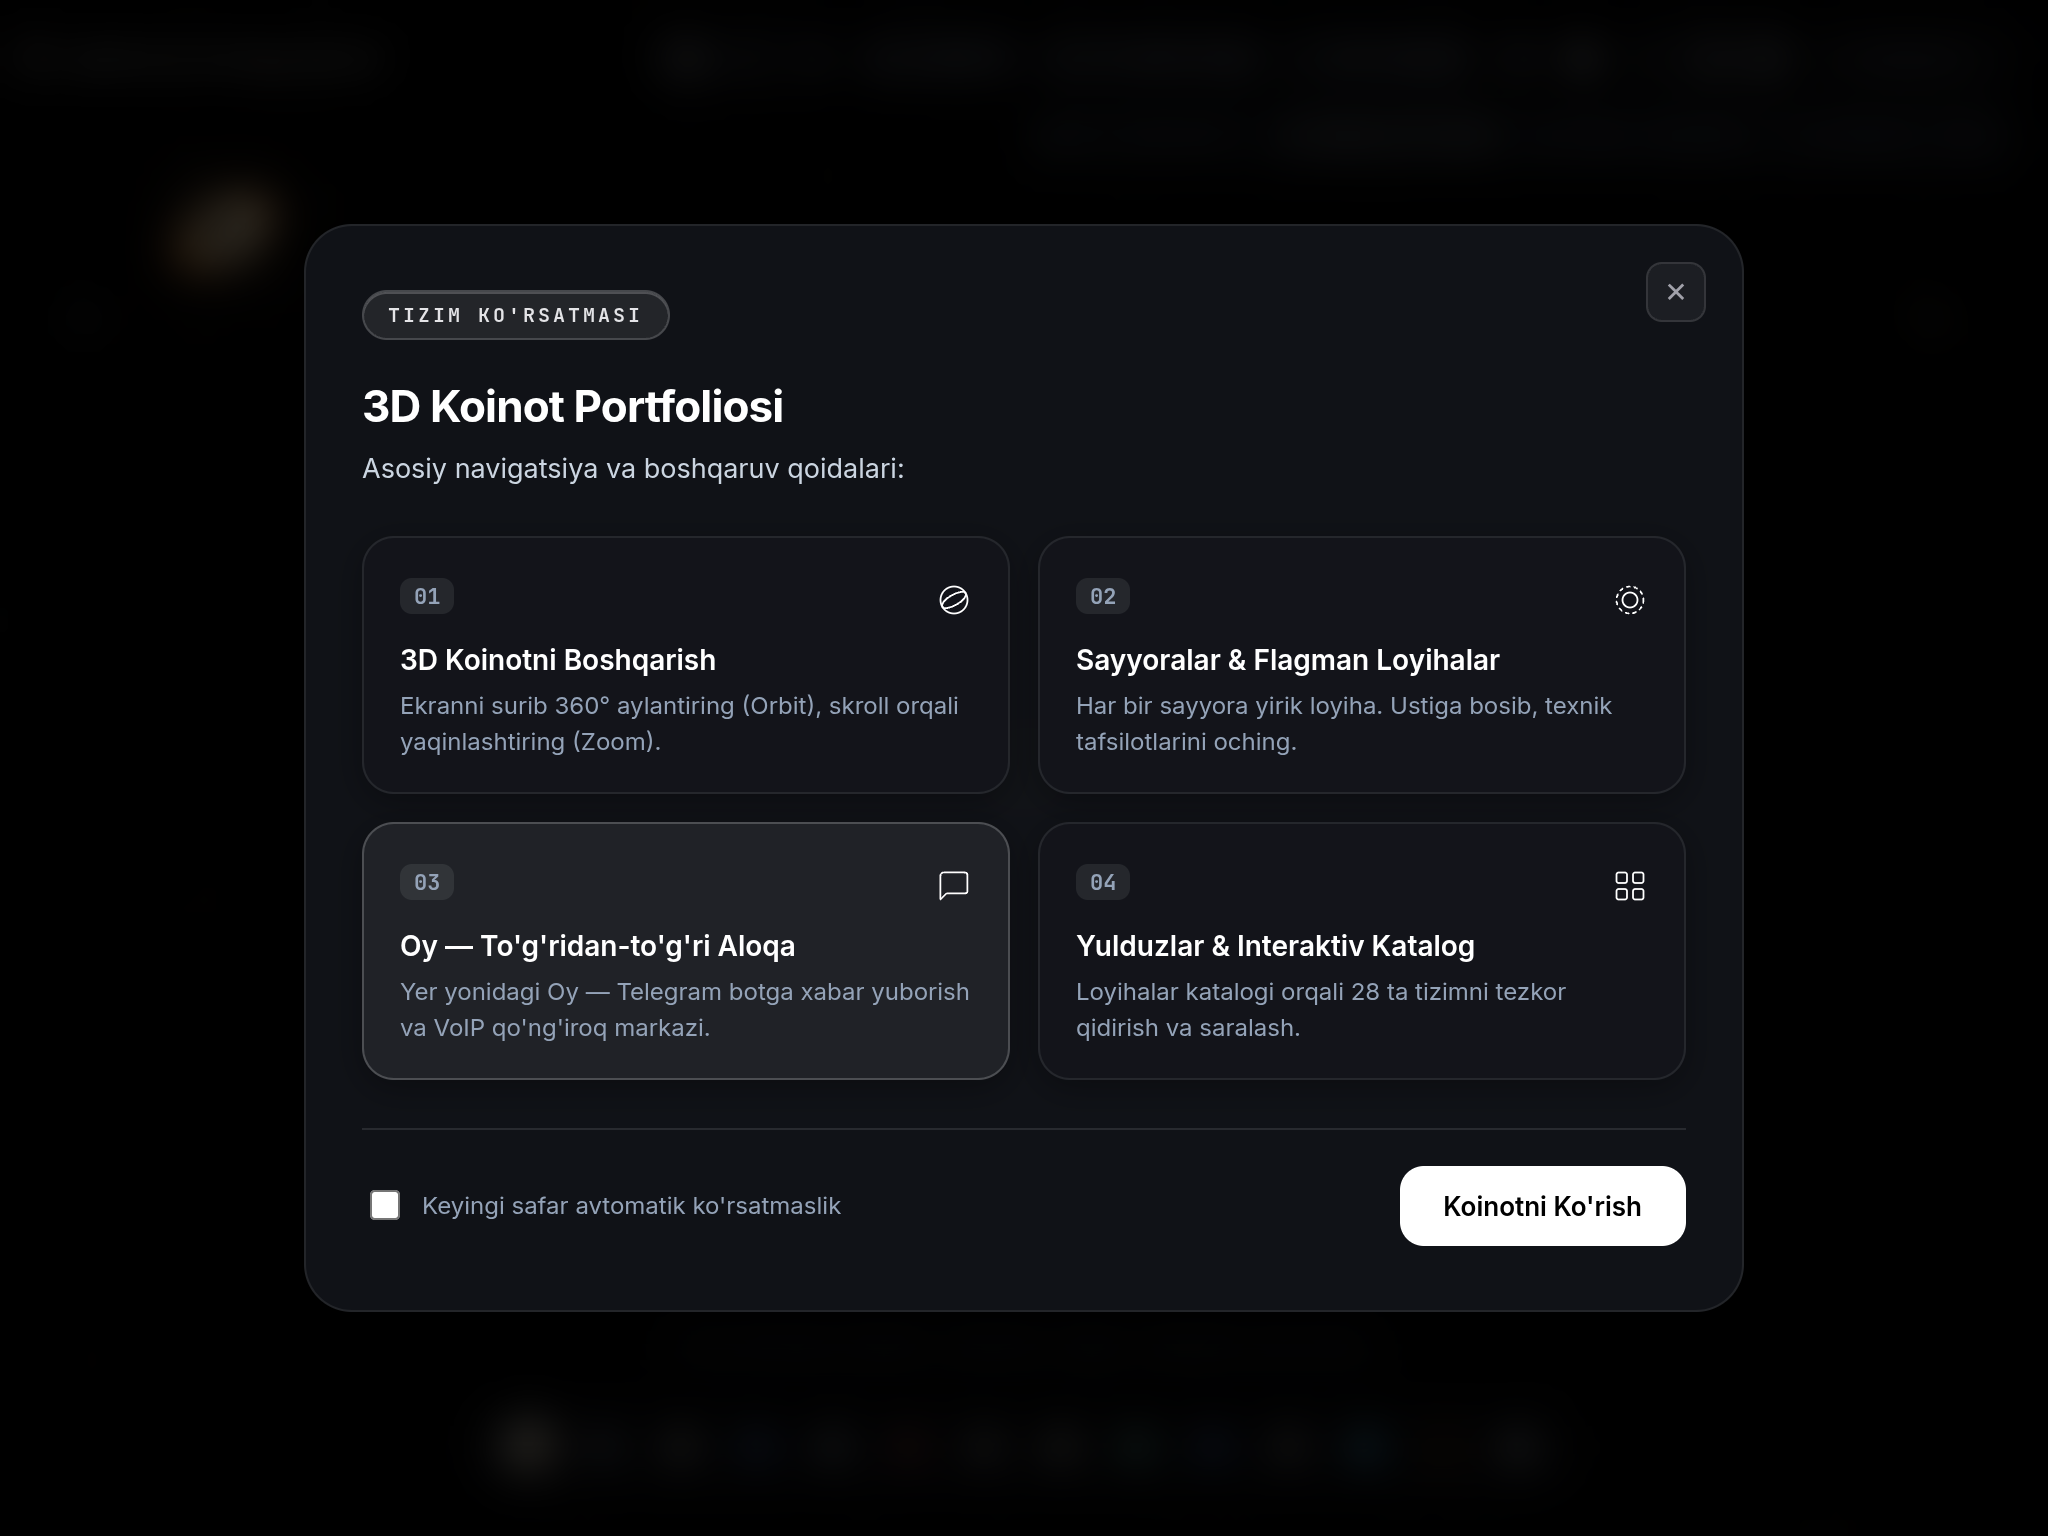 TIZIM KO'RSATMASI
3D Koinot Portfoliosi
Asosiy navigatsiya va boshqaruv qoidalari:
01
3D Koinotni Boshqarish
Ekranni surib 360° aylantiring (Orbit), skroll orqali
yaqinlashtiring (Zoom).
02
Sayyoralar & Flagman Loyihalar
Har bir sayyora yirik loyiha. Ustiga bosib, texnik
tafsilotlarini oching.
03
Oy — To'g'ridan-to'g'ri Aloqa
Yer yonidagi Oy — Telegram botga xabar yuborish
va VoIP qo'ng'iroq markazi.
04
Yulduzlar & Interaktiv Katalog
Loyihalar katalogi orqali 28 ta tizimni tezkor
qidirish va saralash.
Keyingi safar avtomatik ko'rsatmaslik
Koinotni Ko'rish